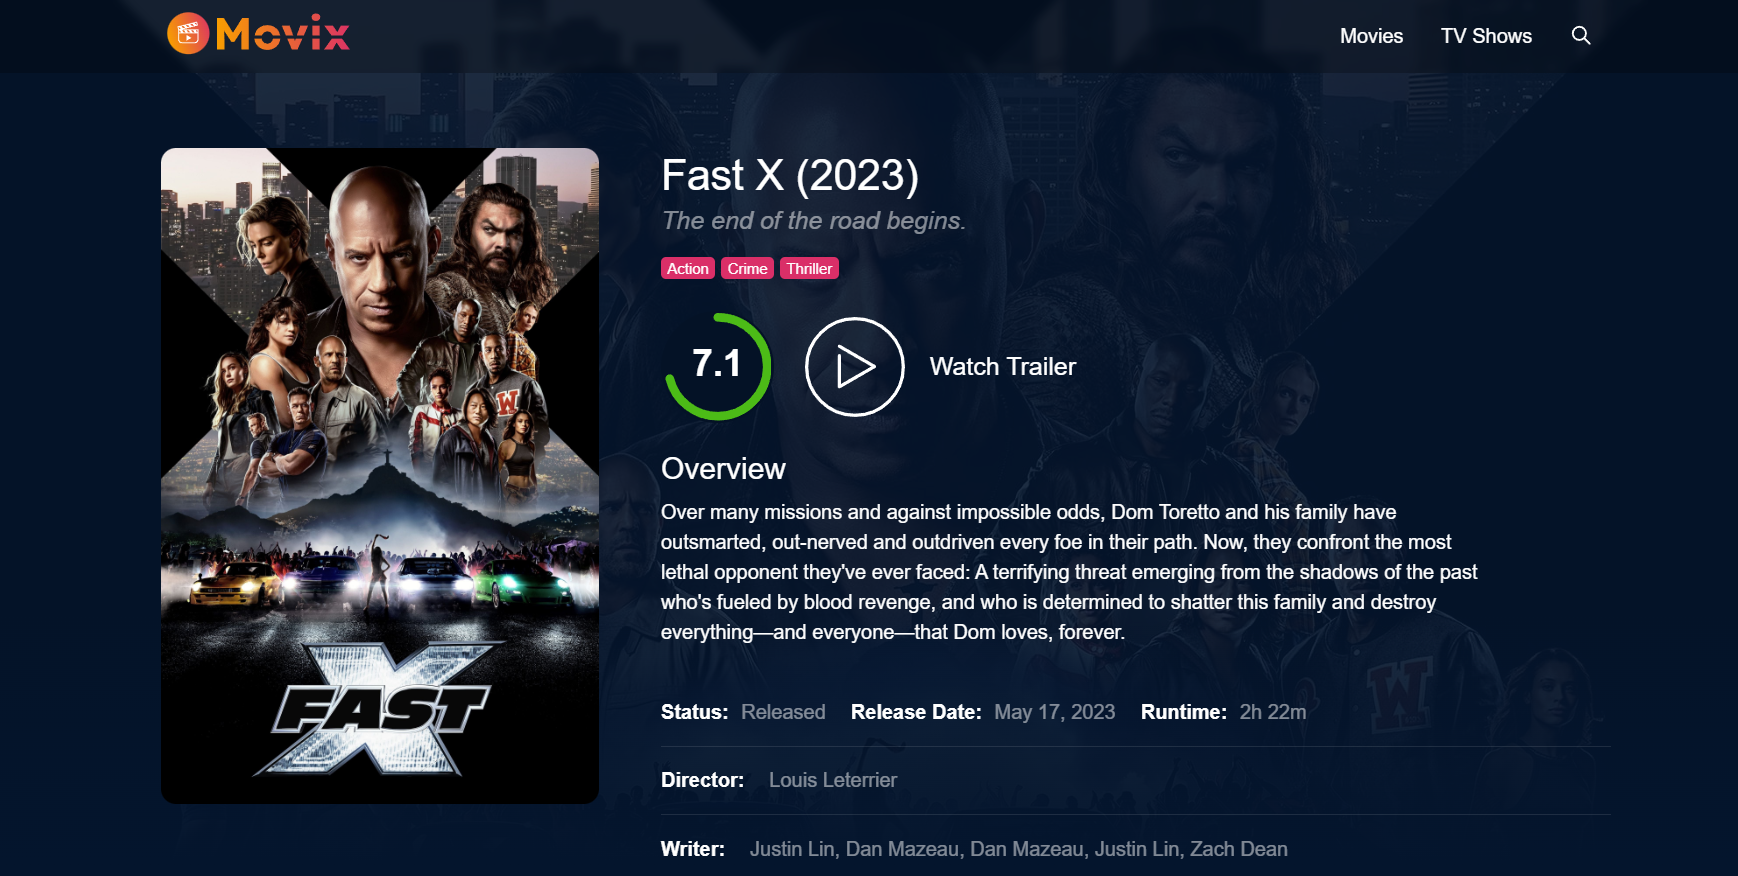 Movix
Movies
TV Shows
Fast X (2023)
The end of the road begins.
Action
Crime
Thriller
7.1
Watch Trailer
Overview
Over many missions and against impossible odds, Dom Toretto and his family have
outsmarted, out-nerved and outdriven every foe in their path. Now, they confront the most
lethal opponent they've ever faced: A terrifying threat emerging from the shadows of the past
who's fueled by blood revenge, and who is determined to shatter this family and destroy
everything—and everyone—that Dom loves, forever.
Status: Released Release Date: May 17, 2023 Runtime: 2h 22m
Director: Louis Leterrier
Writer: Justin Lin, Dan Mazeau, Dan Mazeau, Justin Lin, Zach Dean
W
FAST
X
W